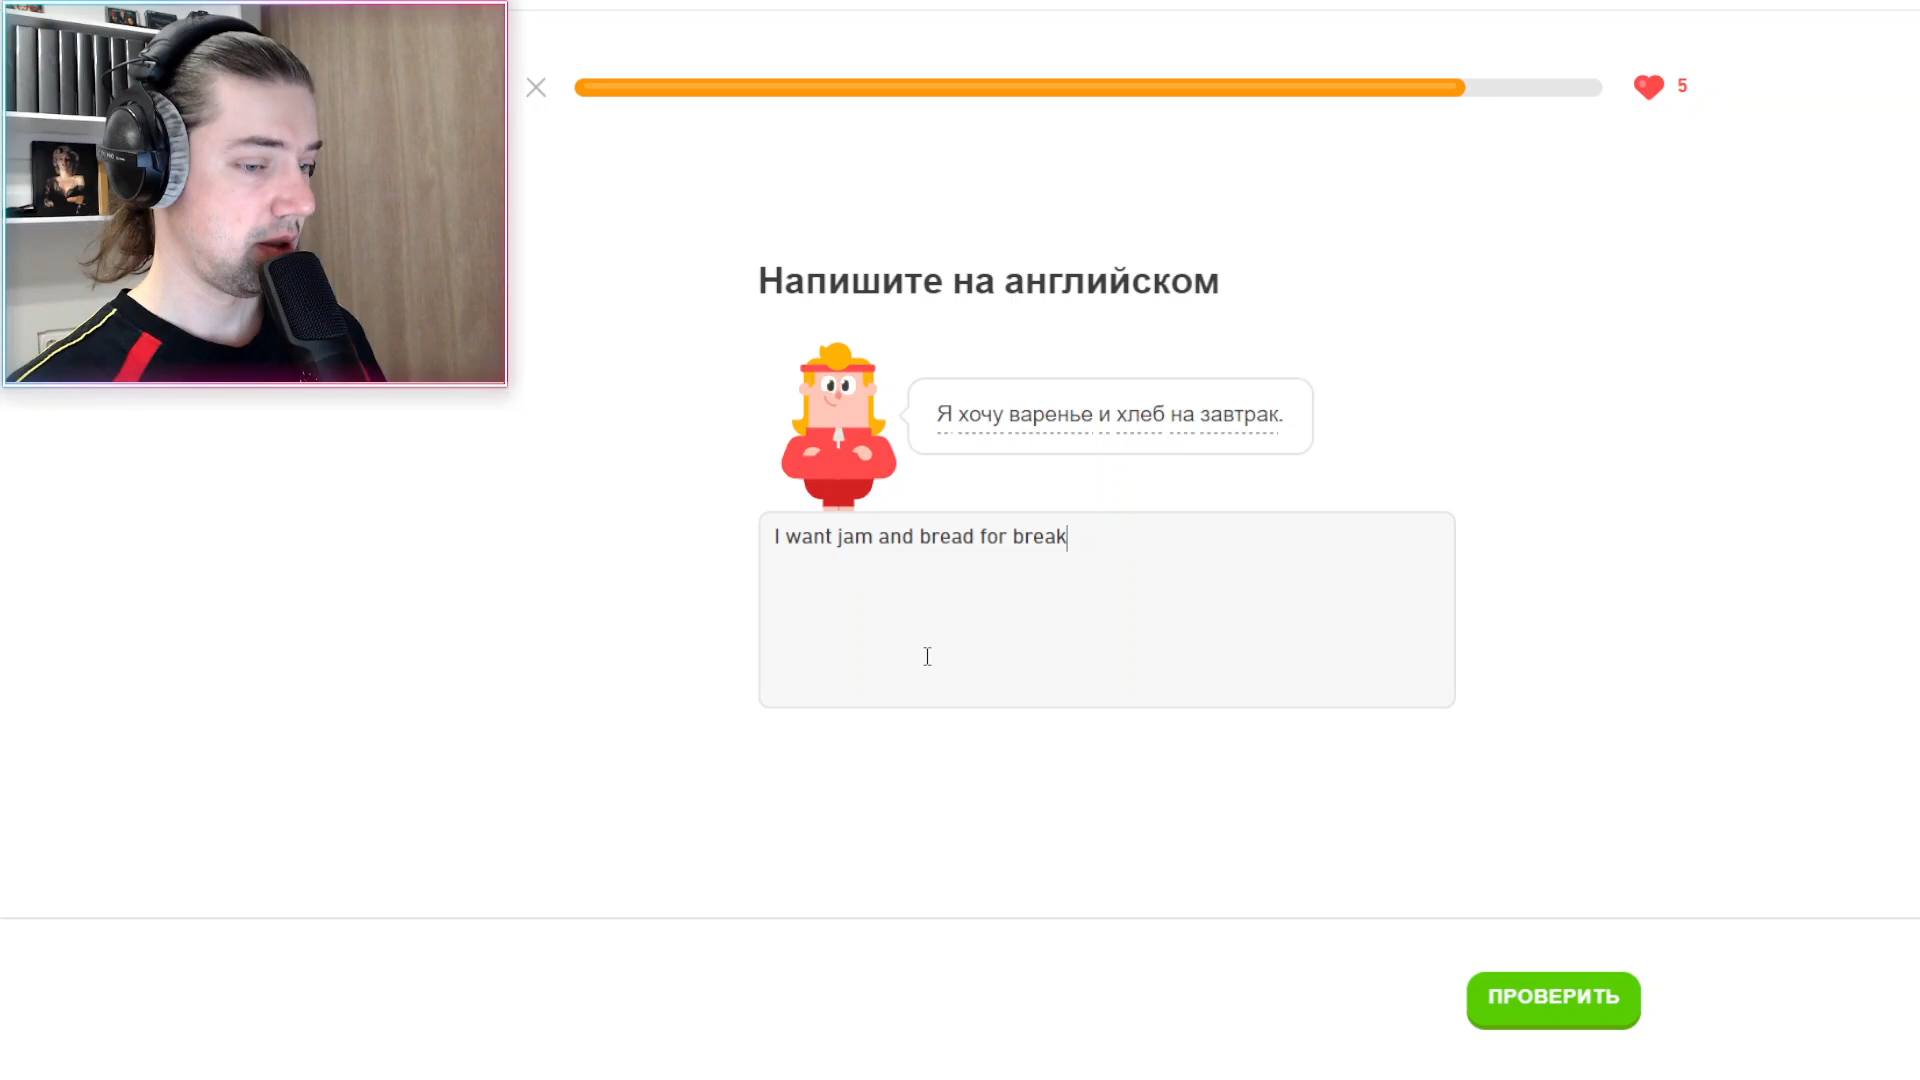 5
Напишите на английском
Я хочу варенье и хлеб на завтрак.
I want jam and bread for break
ПРОВЕРИТЬ